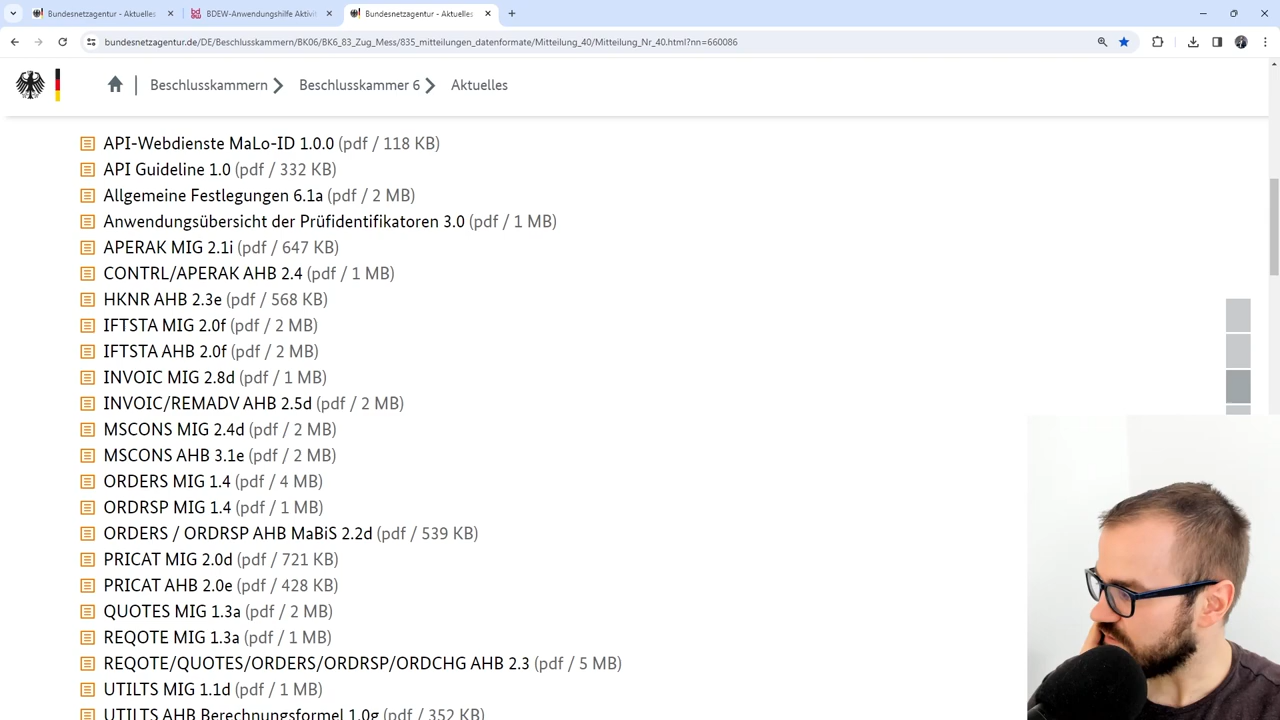 Bundesnetzagentur - Aktuelles
BDEW-Anwendungshilfe Aktivi
Bundesnetzagentur - Aktuelles
bundesnetzagentur.de/DE/Beschlusskammern/BK06/BK6_83_Zug_Mess/835_mitteilungen_datenformate/Mitteilung_40/Mitteilung_Nr_40.html?nn=660086
Beschlusskammern Beschlusskammer 6 Aktuelles
API-Webdienste MaLo-ID 1.0.0 (pdf / 118 KB)
API Guideline 1.0 (pdf / 332 KB)
Allgemeine Festlegungen 6.1a (pdf / 2 MB)
Anwendungsübersicht der Prüfidentifikatoren 3.0 (pdf / 1 MB)
APERAK MIG 2.1i (pdf / 647 KB)
CONTRL/APERAK AHB 2.4 (pdf / 1 MB)
HKNR AHB 2.3e (pdf / 568 KB)
IFTSTA MIG 2.0f (pdf / 2 MB)
IFTSTA AHB 2.0f (pdf / 2 MB)
INVOIC MIG 2.8d (pdf / 1 MB)
INVOIC/REMADV AHB 2.5d (pdf / 2 MB)
MSCONS MIG 2.4d (pdf / 2 MB)
MSCONS AHB 3.1e (pdf / 2 MB)
ORDERS MIG 1.4 (pdf / 4 MB)
ORDRSP MIG 1.4 (pdf / 1 MB)
ORDERS / ORDRSP AHB MaBiS 2.2d (pdf / 539 KB)
PRICAT MIG 2.0d (pdf / 721 KB)
PRICAT AHB 2.0e (pdf / 428 KB)
QUOTES MIG 1.3a (pdf / 2 MB)
REQOTE MIG 1.3a (pdf / 1 MB)
REQOTE/QUOTES/ORDERS/ORDRSP/ORDCHG AHB 2.3 (pdf / 5 MB)
UTILTS MIG 1.1d (pdf / 1 MB)
UTILTS AHB Berechnungsformel 1.0g (pdf / 352 KB)